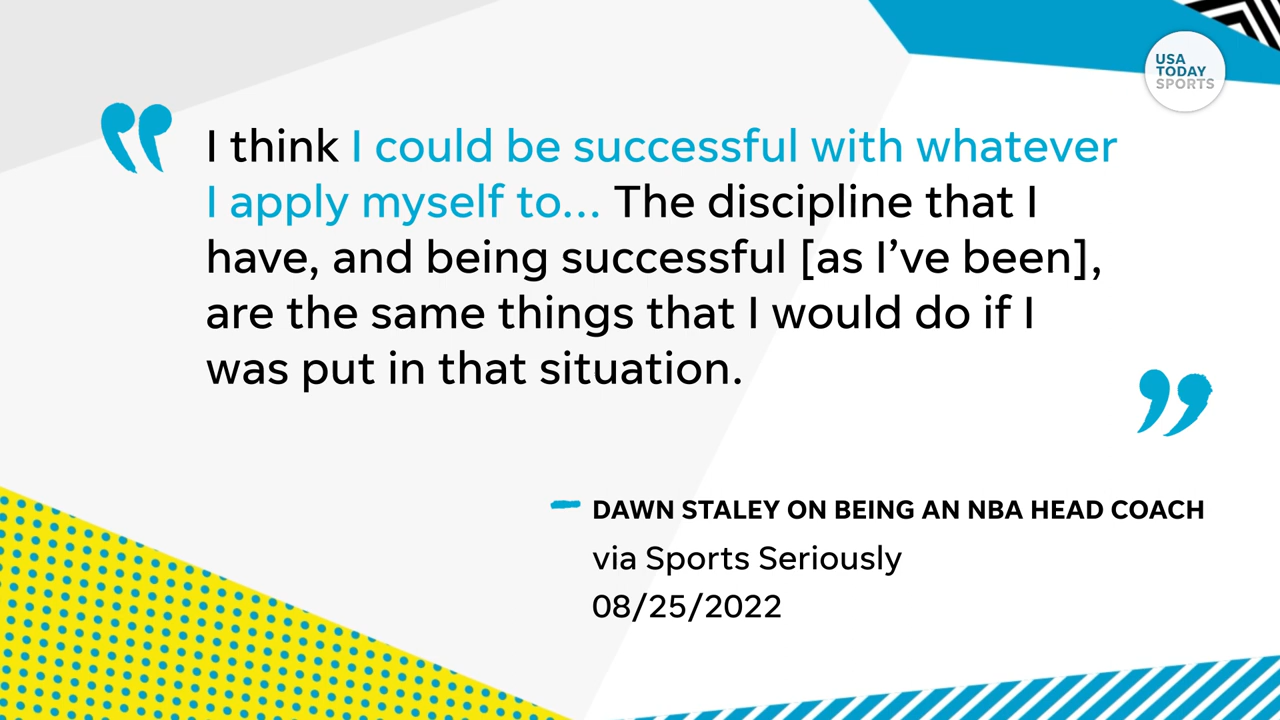 USA
TODAY
SPORTS
“
I think I could be successful with whatever
I apply myself to... The discipline that I
have, and being successful [as I’ve been],
are the same things that I would do if I
was put in that situation.
”
– DAWN STALEY ON BEING AN NBA HEAD COACH
via Sports Seriously
08/25/2022